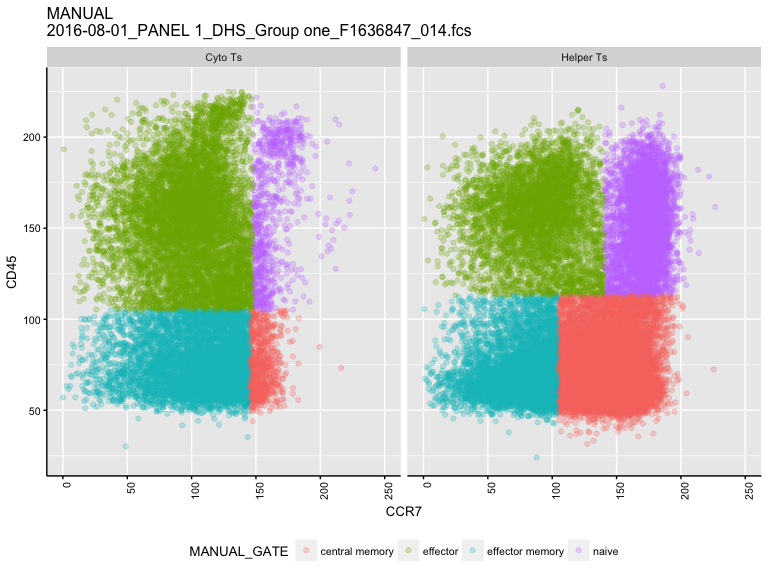 MANUAL
2016-08-01_PANEL 1_DHS_Group one_F1636847_014.fcs
Cyto Ts
Helper Ts
CD45
200
150
100
50
0 50 100 150 200 250
0 50 100 150 200 250
CCR7
MANUAL_GATE central memory effector effector memory naive